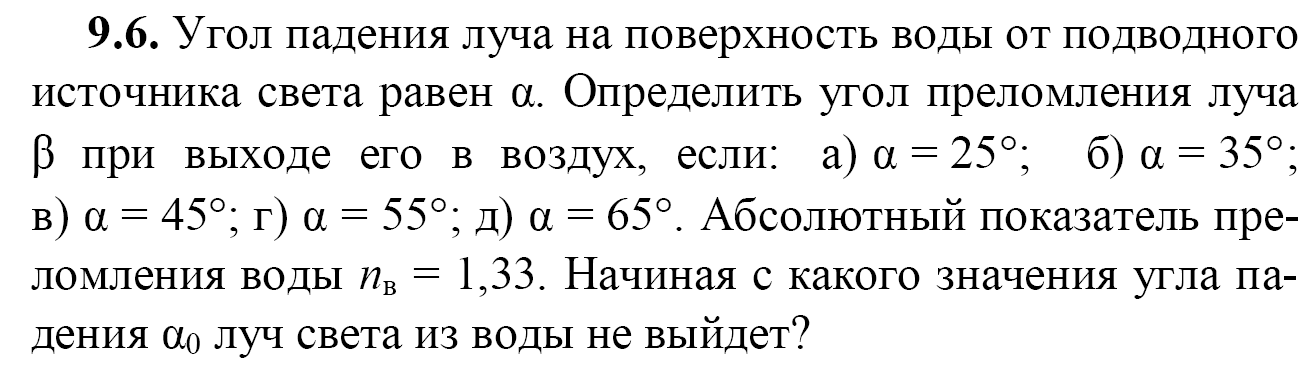 9.6. Угол падения луча на поверхность воды от подводного
источника света равен α. Определить угол преломления луча
β при выходе его в воздух, если: а) α = 25°; б) α = 35°;
в) α = 45°; г) α = 55°; д) α = 65°. Абсолютный показатель пре-
ломления воды nв = 1,33. Начиная с какого значения угла па-
дения α0 луч света из воды не выйдет?